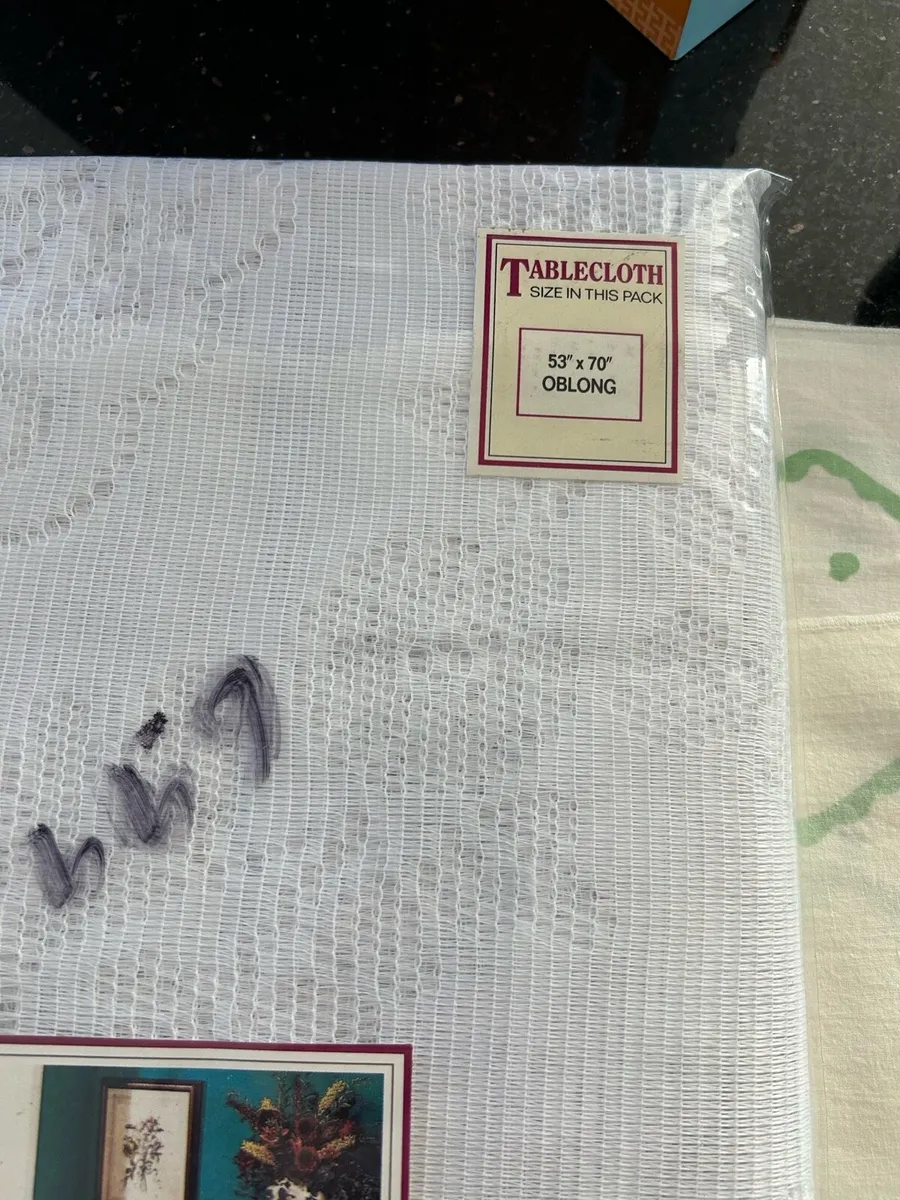 TABLECLOTH
SIZE IN THIS PACK
53" x 70"
OBLONG